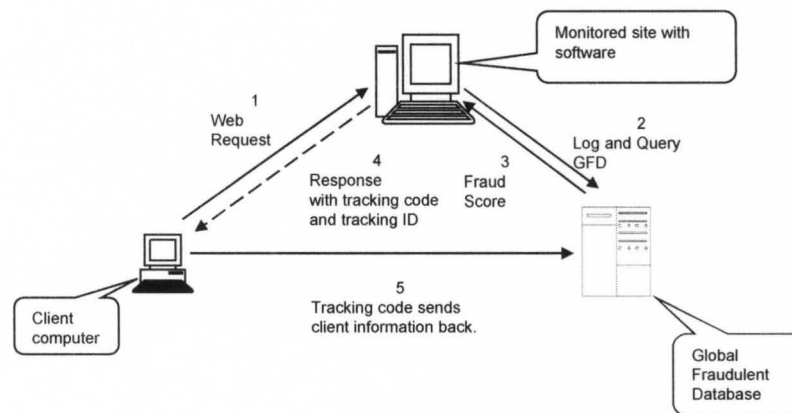 Monitored site with
software
1
Web
Request
2
Log and Query
GFD
3
Fraud
Score
4
Response
with tracking code
and tracking ID
5
Tracking code sends
client information back.
Client
computer
Global
Fraudulent
Database